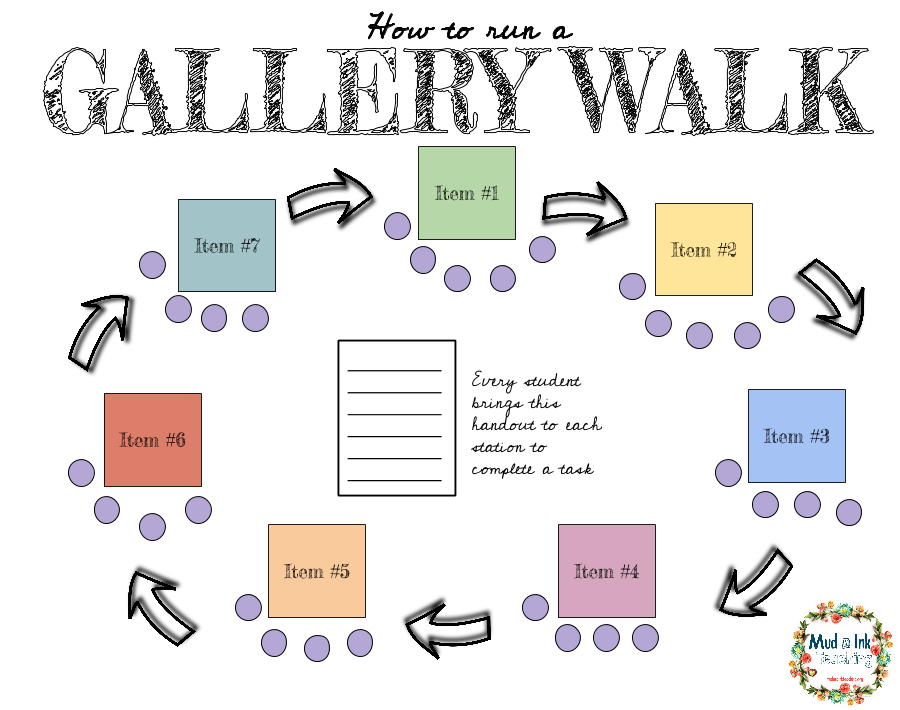 How to run a
GALLERY WALK
Item #1
Item #2
Item #3
Item #4
Item #5
Item #6
Item #7
Every student
brings this
handout to each
station to
complete a task
Mud & Ink
Teaching